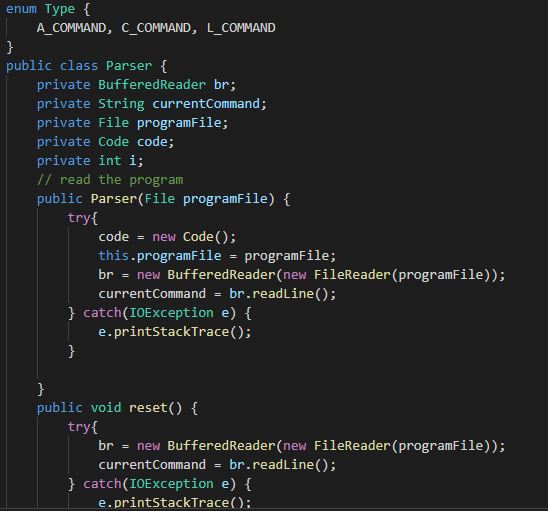 enum Type {
    A_COMMAND, C_COMMAND, L_COMMAND
}
public class Parser {
    private BufferedReader br;
    private String currentCommand;
    private File programFile;
    private Code code;
    private int i;
    // read the program
    public Parser(File programFile) {
        try{
            code = new Code();
            this.programFile = programFile;
            br = new BufferedReader(new FileReader(programFile));
            currentCommand = br.readLine();
        } catch(IOException e) {
            e.printStackTrace();
        }

    }
    public void reset() {
        try{
            br = new BufferedReader(new FileReader(programFile));
            currentCommand = br.readLine();
        } catch(IOException e) {
            e.printStackTrace();